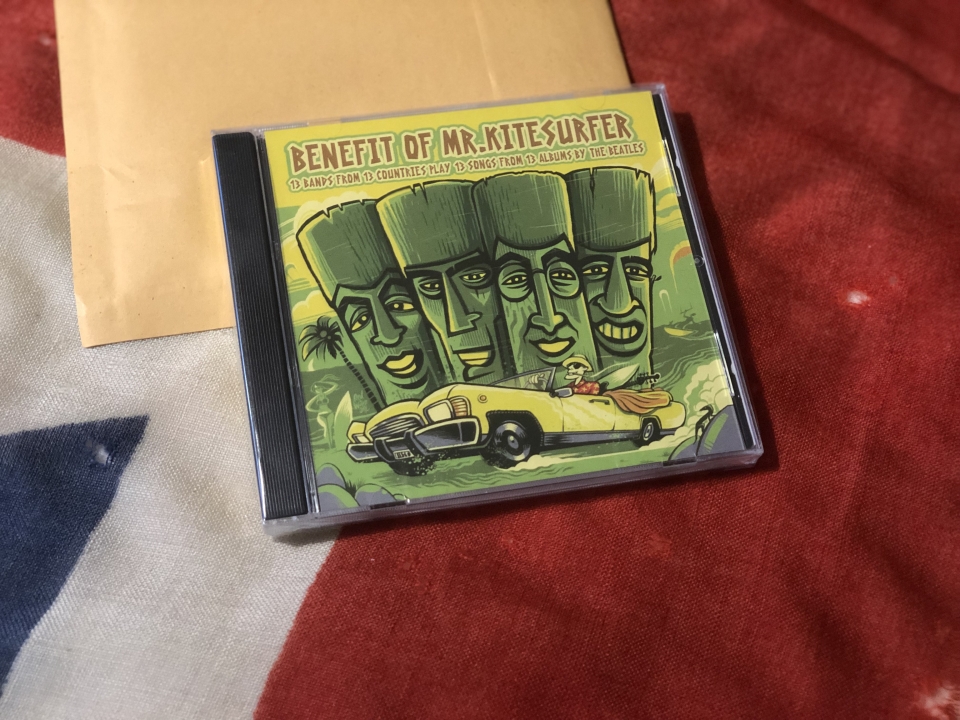 BENEFIT OF MR.KITESURFER
13 BANDS FROM 13 COUNTRIES PLAY 13 SONGS FROM 13 ALBUMS BY THE BEATLES